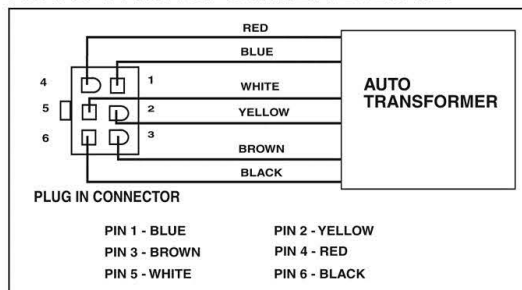 RED
BLUE
4 1 WHITE
5 2 YELLOW
6 3 BROWN
BLACK
AUTO
TRANSFORMER
PLUG IN CONNECTOR
PIN 1 - BLUE PIN 2 - YELLOW
PIN 3 - BROWN PIN 4 - RED
PIN 5 - WHITE PIN 6 - BLACK